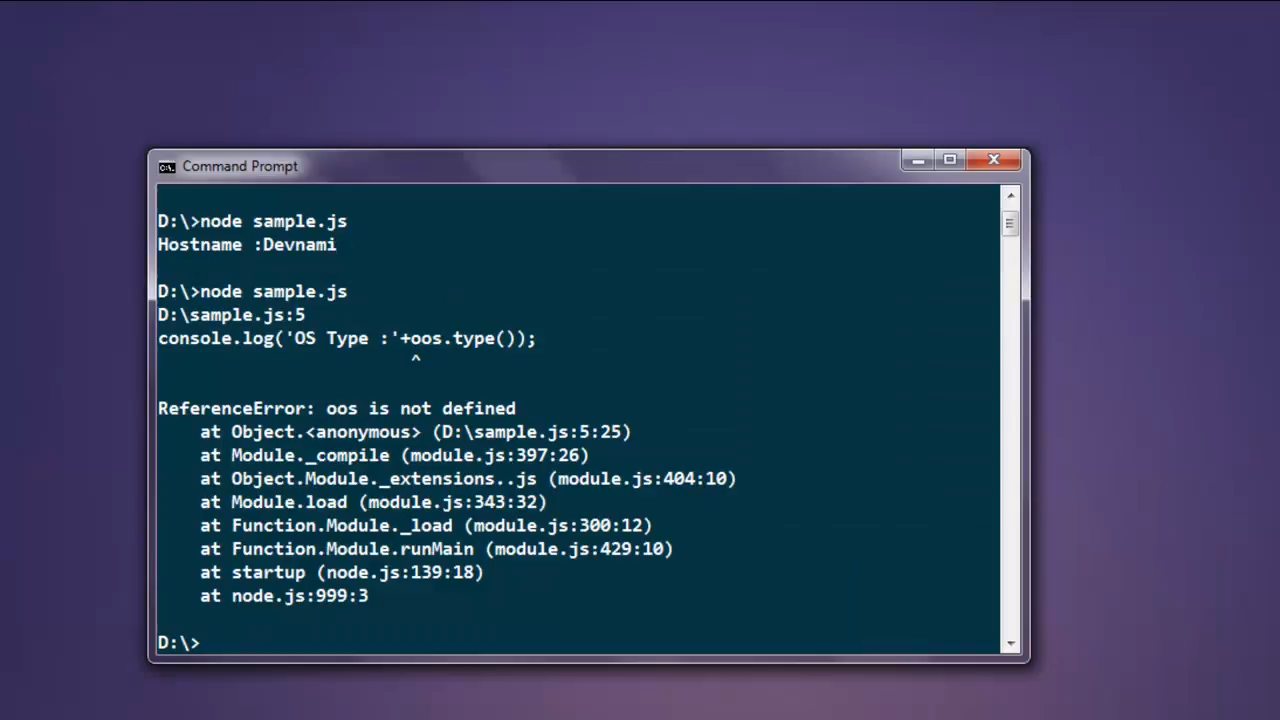 Command Prompt
D:\>node sample.js
Hostname :Devnami
D:\>node sample.js
D:\sample.js:5
console.log('OS Type :'+oos.type());
^
ReferenceError: oos is not defined
at Object.<anonymous> (D:\sample.js:5:25)
at Module._compile (module.js:397:26)
at Object.Module._extensions..js (module.js:404:10)
at Module.load (module.js:343:32)
at Function.Module._load (module.js:300:12)
at Function.Module.runMain (module.js:429:10)
at startup (node.js:139:18)
at node.js:999:3
D:\>